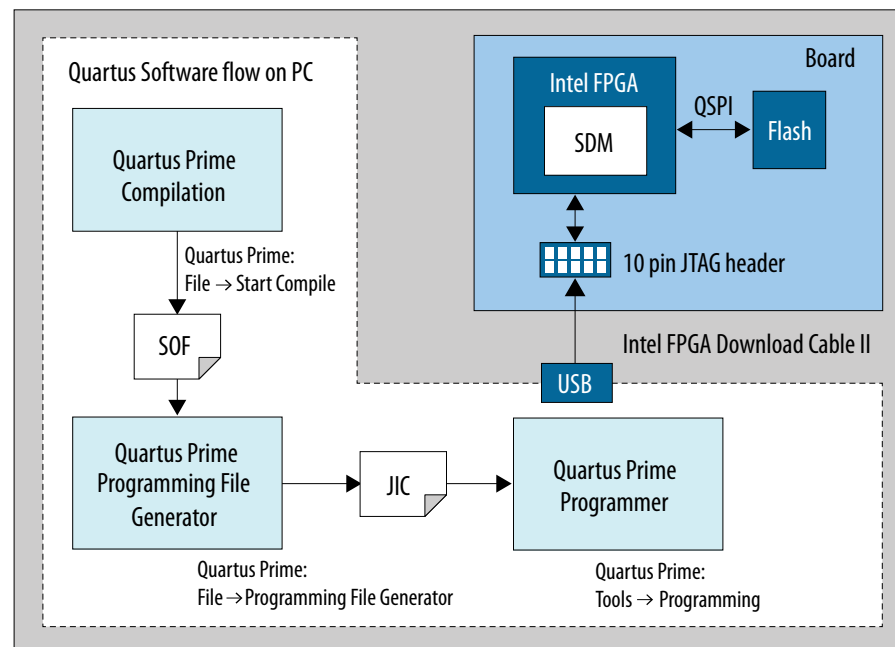 Quartus Software flow on PC
Quartus Prime
Compilation
Quartus Prime:
File → Start Compile
SOF
Quartus Prime
Programming File
Generator
Quartus Prime:
File → Programming File Generator
JIC
Quartus Prime
Programmer
Quartus Prime:
Tools → Programming
Board
Intel FPGA
SDM
QSPI
Flash
10 pin JTAG header
Intel FPGA Download Cable II
USB